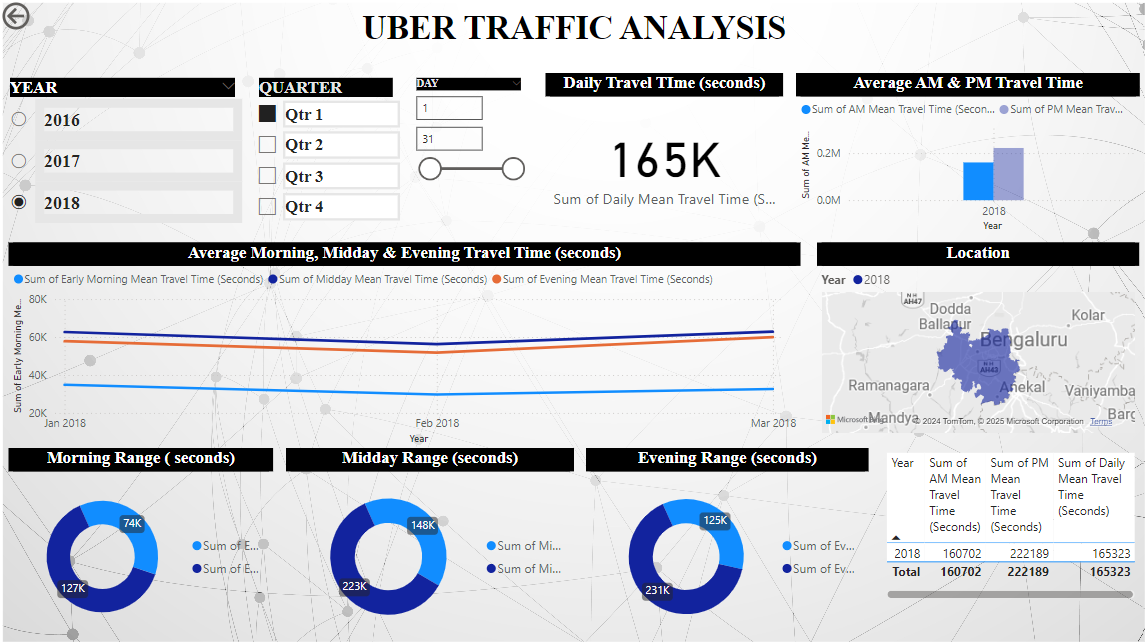 UBER TRAFFIC ANALYSIS
YEAR
2016
2017
2018
QUARTER
Qtr 1
Qtr 2
Qtr 3
Qtr 4
DAY
1
31
Daily Travel TIme (seconds)
165K
Sum of Daily Mean Travel Time (S...
Average AM & PM Travel Time
Sum of AM Mean Travel Time (Secon... Sum of PM Mean Trav...
Sum of AM Me...
0.2M
0.0M
2018
Year
Average Morning, Midday & Evening Travel Time (seconds)
Sum of Early Morning Mean Travel Time (Seconds) Sum of Midday Mean Travel Time (Seconds) Sum of Evening Mean Travel Time (Seconds)
Sum of Early Morning Me...
80K
60K
40K
20K
Jan 2018 Feb 2018 Mar 2018
Year
Location
Year 2018
NH
AH47
Dodda
Ballapur
Kolar
Bengaluru
NH
AH43
Ramanagara
Anekal
Vaniyamba
Mandya
Barg
Microsoft Bing
© 2024 TomTom, © 2025 Microsoft Corporation Terms
Morning Range ( seconds)
74K
127K
Sum of E...
Sum of E...
Midday Range (seconds)
148K
223K
Sum of Mi...
Sum of Mi...
Evening Range (seconds)
125K
231K
Sum of Ev...
Sum of Ev...
Year Sum of AM Mean Travel Time (Seconds) Sum of PM Mean Travel Time (Seconds) Sum of Daily Mean Travel Time (Seconds)
2018 160702 222189 165323
Total 160702 222189 165323